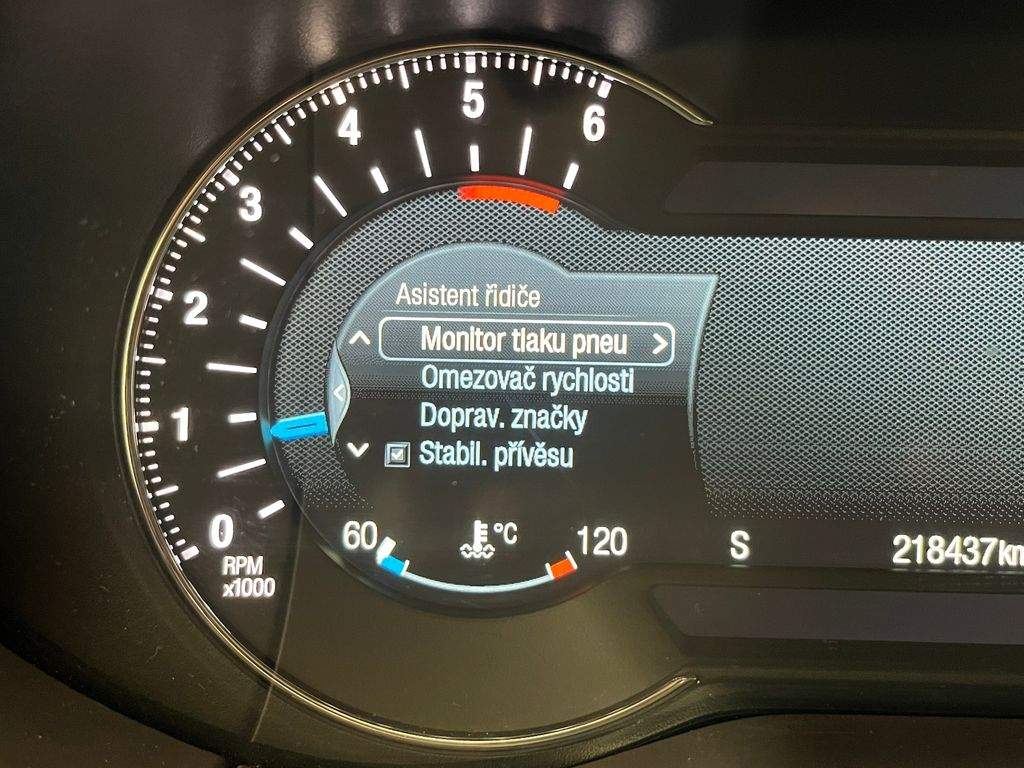 6
5
4
3
2
1
0
RPM
x1000
Asistent řidiče
Monitor tlaku pneu
Omezovač rychlosti
Doprav. značky
Stabil. přívěsu
60 °C 120
S 218437km